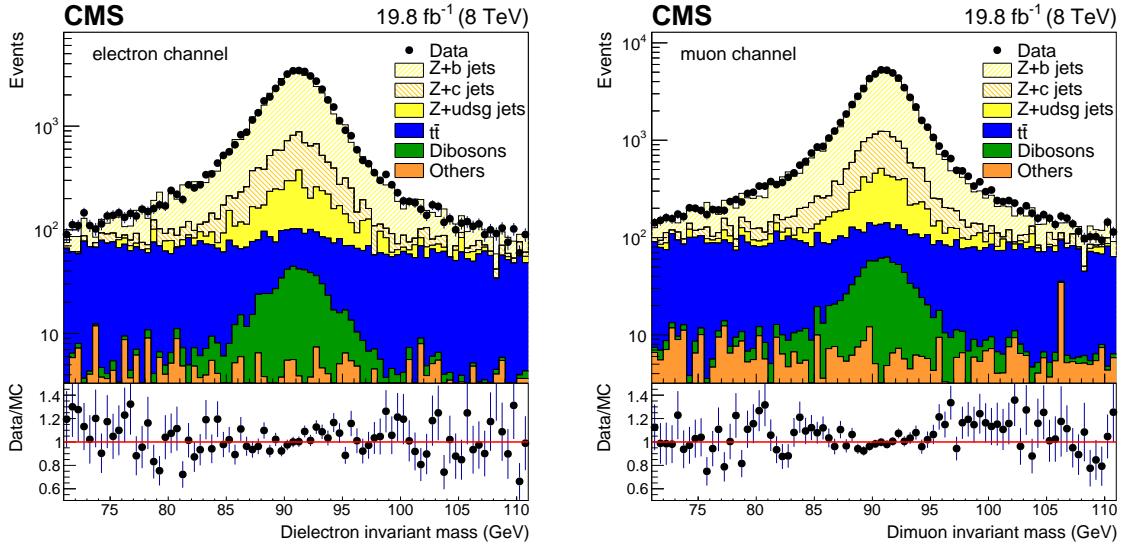 CMS 19.8 fb⁻¹ (8 TeV)
Events
electron channel
Data
Z+b jets
Z+c jets
Z+udsg jets
tt̄
Dibosons
Others
10³
10²
10
Data/MC
1.4
1.2
1
0.8
0.6
75 80 85 90 95 100 105 110
Dielectron invariant mass (GeV)
CMS 19.8 fb⁻¹ (8 TeV)
Events
muon channel
Data
Z+b jets
Z+c jets
Z+udsg jets
tt̄
Dibosons
Others
10⁴
10³
10²
10
Data/MC
1.4
1.2
1
0.8
0.6
75 80 85 90 95 100 105 110
Dimuon invariant mass (GeV)